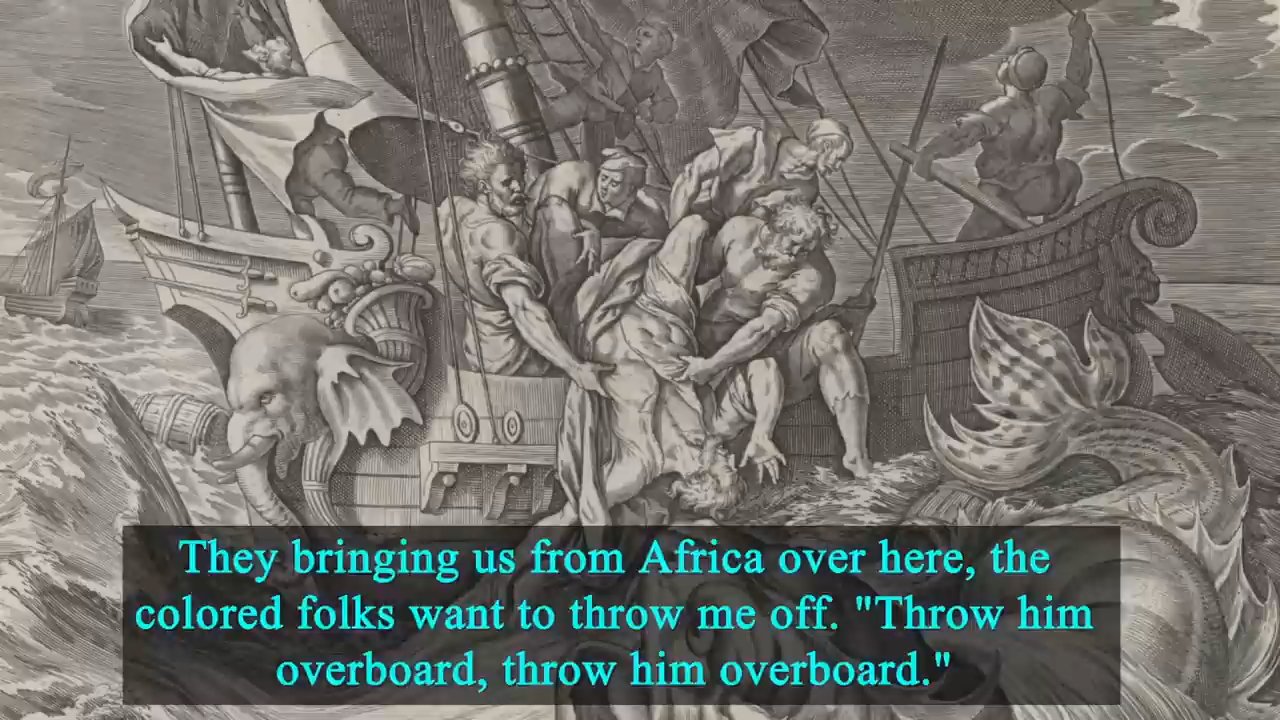 They bringing us from Africa over here, the
colored folks want to throw me off. "Throw him
overboard, throw him overboard."